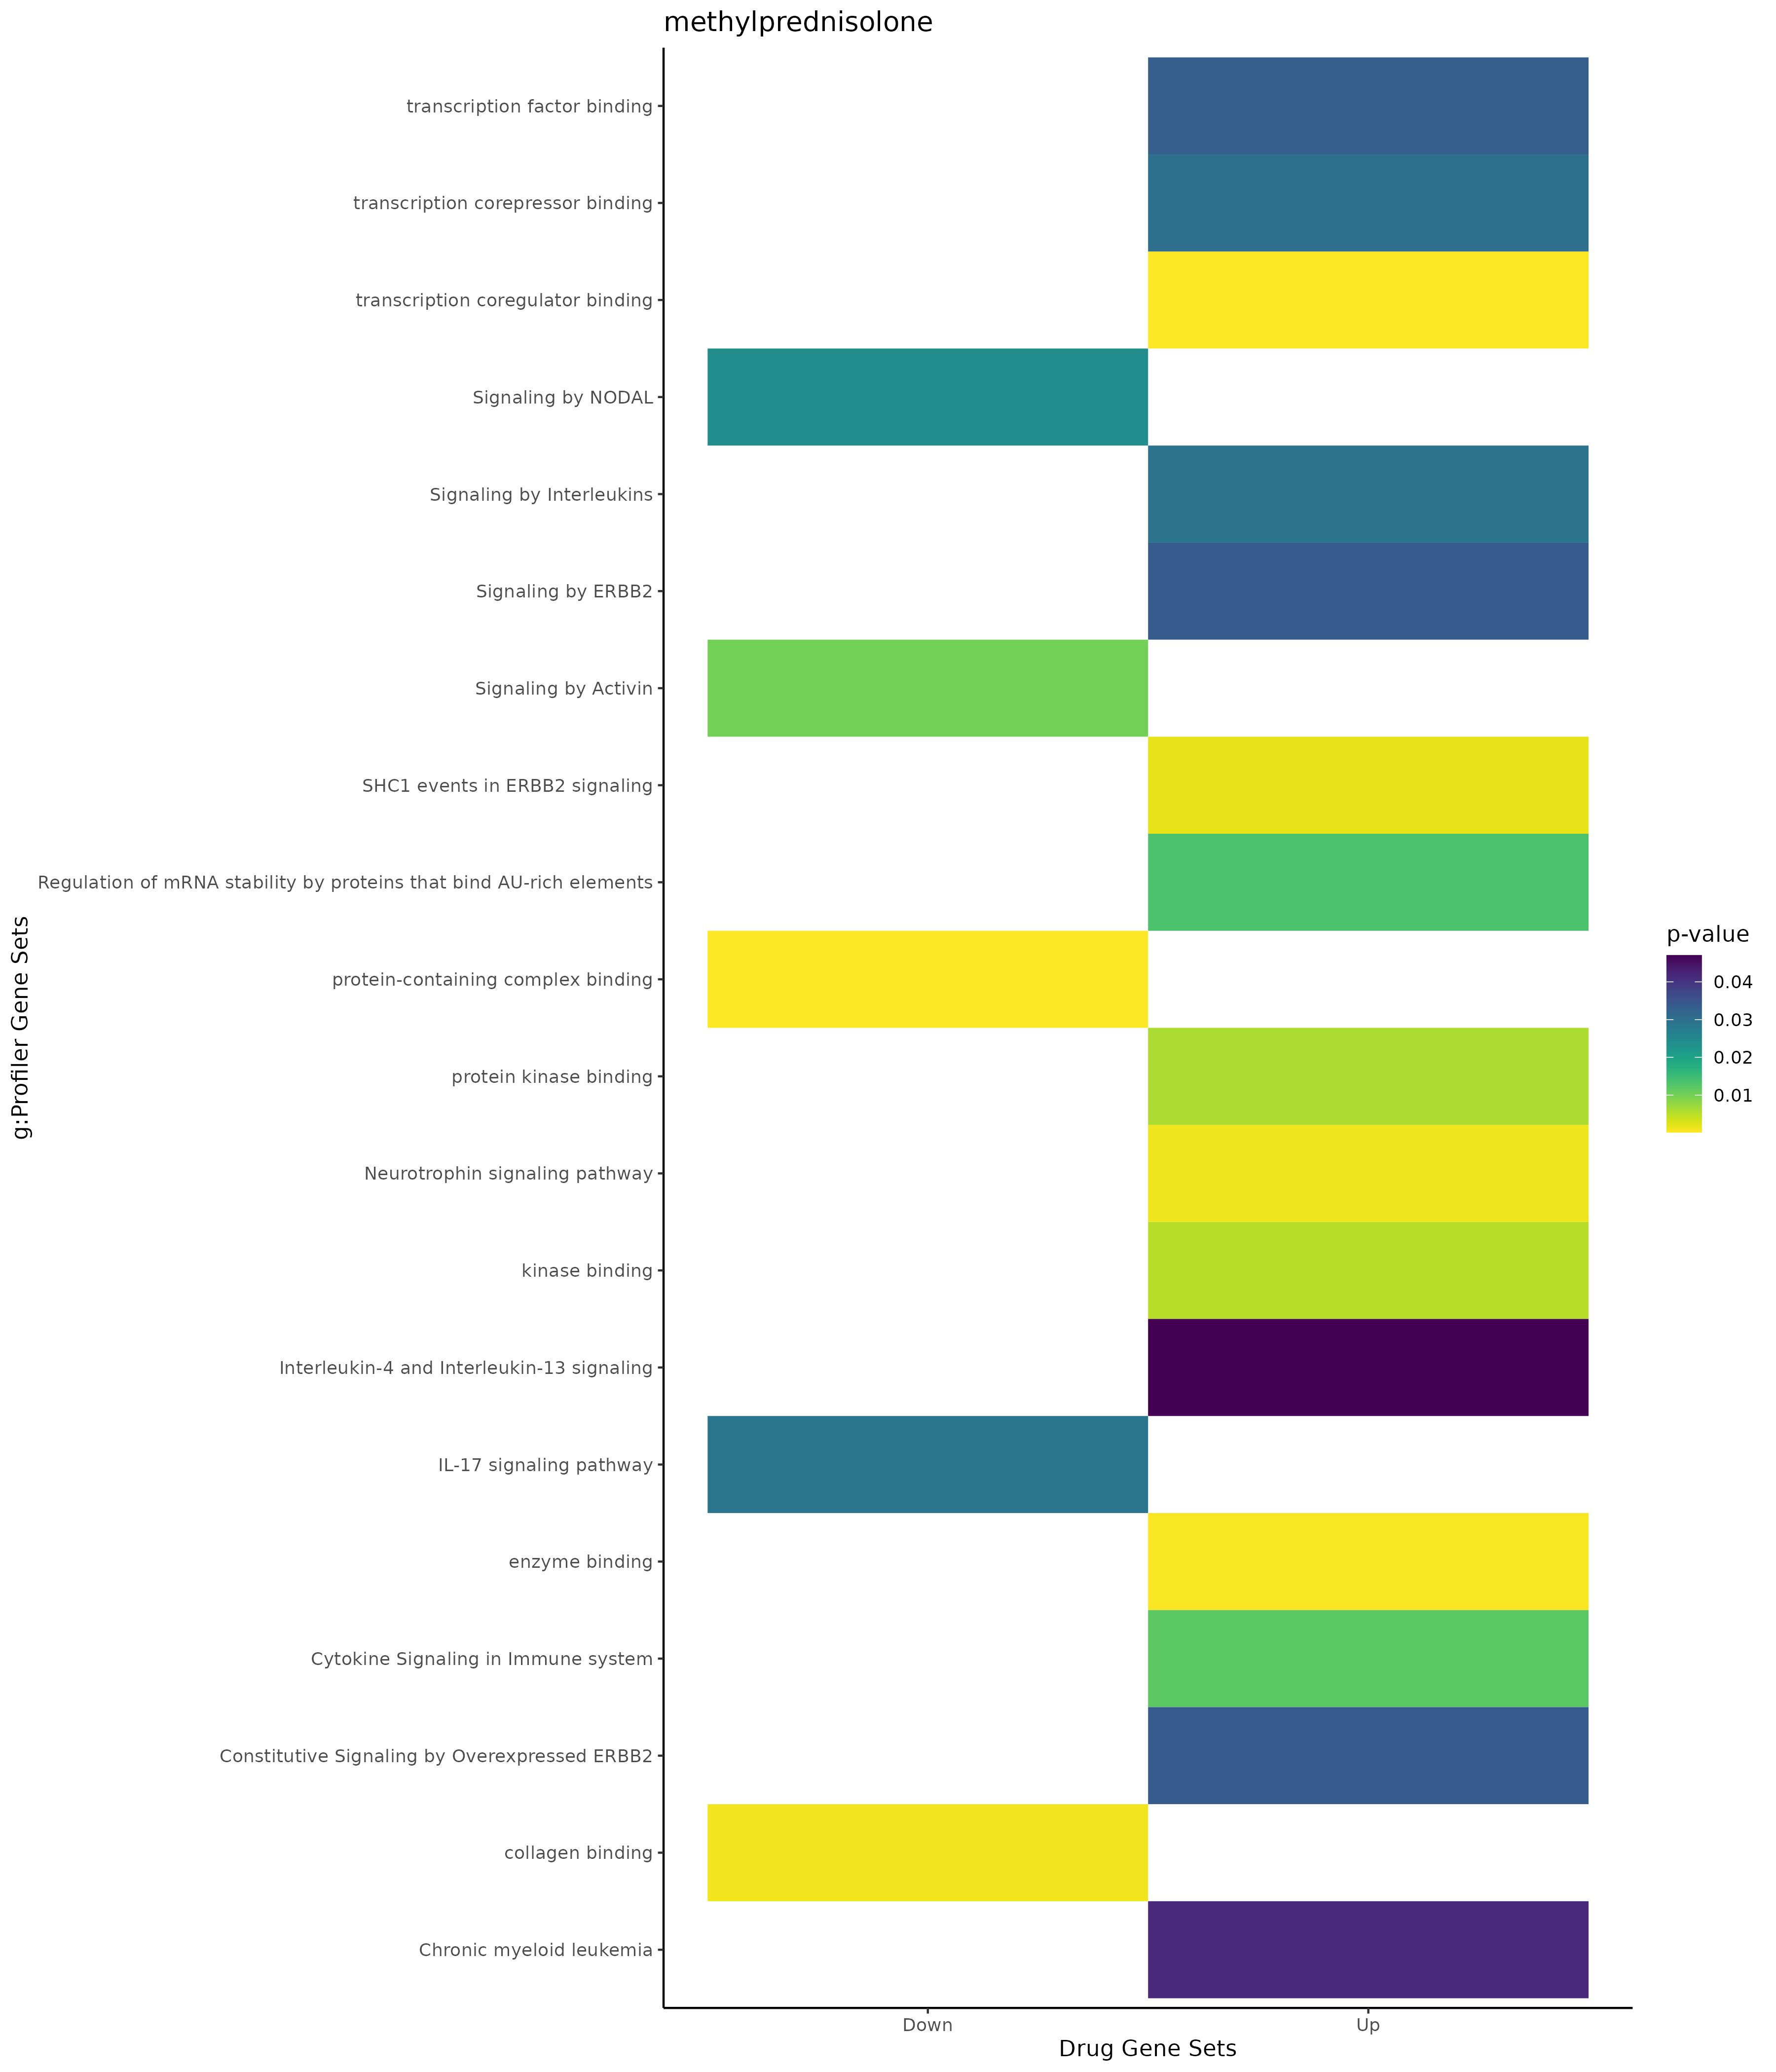 methylprednisolone
transcription factor binding
transcription corepressor binding
transcription coregulator binding
Signaling by NODAL
Signaling by Interleukins
Signaling by ERBB2
Signaling by Activin
SHC1 events in ERBB2 signaling
Regulation of mRNA stability by proteins that bind AU-rich elements
protein-containing complex binding
protein kinase binding
Neurotrophin signaling pathway
kinase binding
Interleukin-4 and Interleukin-13 signaling
IL-17 signaling pathway
enzyme binding
Cytokine Signaling in Immune system
Constitutive Signaling by Overexpressed ERBB2
collagen binding
Chronic myeloid leukemia
g:Profiler Gene Sets
Down
Up
Drug Gene Sets
p-value
0.04
0.03
0.02
0.01